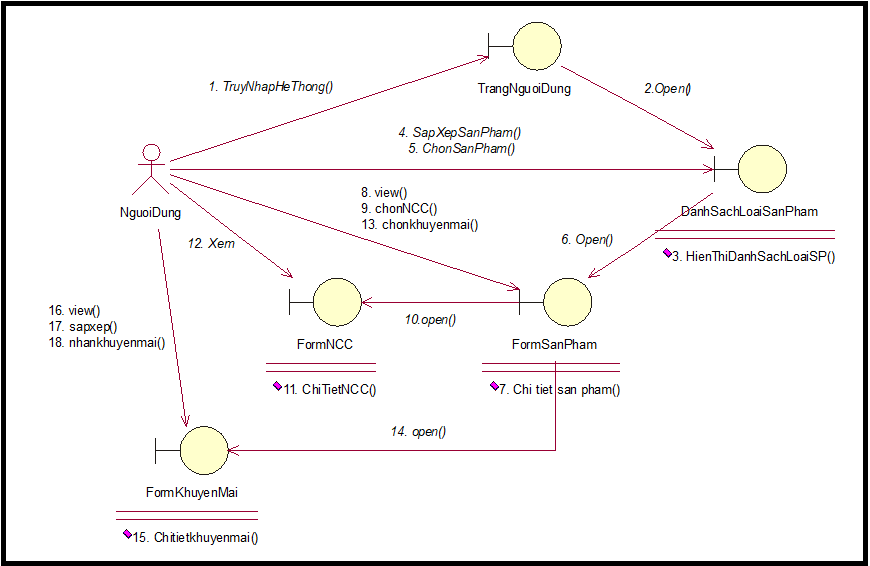 1. TruyNhapHeThong()
TrangNguoiDung
2.Open()
4. SapXepSanPham()
5. ChonSanPham()
NguoiDung
8. view()
9. chonNCC()
13. chonkhuyenmai()
DanhSachLoaiSanPham
12. Xem
6. Open()
3. HienThiDanhSachLoaiSP()
16. view()
17. sapxep()
18. nhankhuyenmai()
10.open()
FormNCC
FormSanPham
11. ChiTietNCC()
7. Chi tiet san pham()
14. open()
FormKhuyenMai
15. Chitietkhuyenmai()